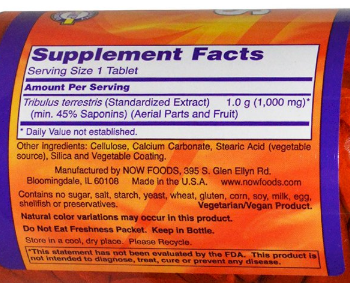 Supplement Facts
Serving Size 1 Tablet
Amount Per Serving
Tribulus terrestris (Standardized Extract) 1.0 g (1,000 mg)*
(min. 45% Saponins) (Aerial Parts and Fruit)
* Daily Value not established.
Other ingredients: Cellulose, Calcium Carbonate, Stearic Acid (vegetable
source), Silica and Vegetable Coating.
Manufactured by NOW FOODS, 395 S. Glen Ellyn Rd.
Bloomingdale, IL 60108 Made in the U.S.A. www.nowfoods.com
Contains no sugar, salt, starch, yeast, wheat, gluten, corn, soy, milk, egg,
shellfish or preservatives. Vegetarian/Vegan Product.
Natural color variations may occur in this product.
Do Not Eat Freshness Packet. Keep in Bottle.
Store in a cool, dry place. Please Recycle.
*This statement has not been evaluated by the FDA. This product is
not intended to diagnose, treat, cure or prevent any disease.